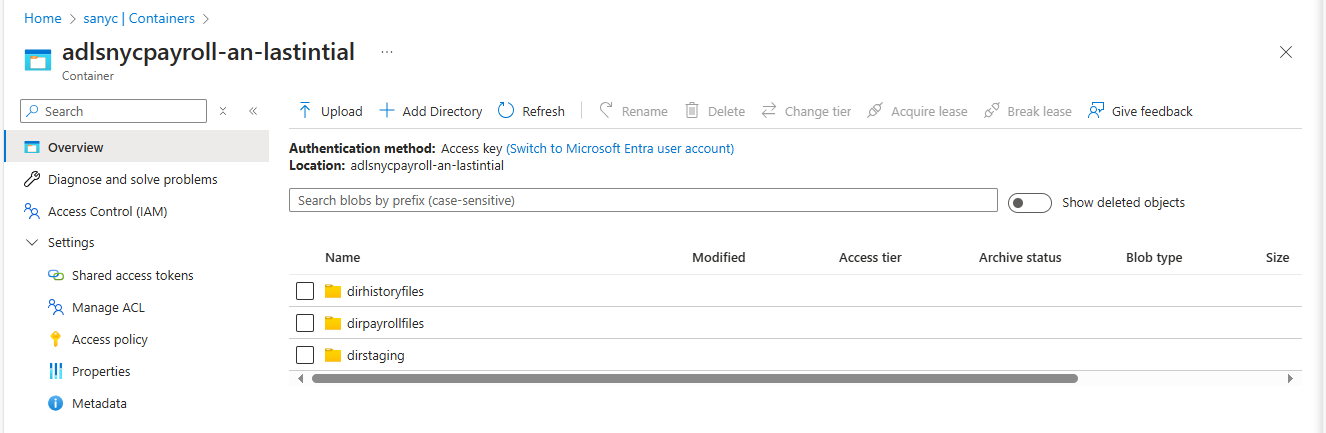 Home > sanyc | Containers >
adlsnycpayroll-an-lastintial ...
Container
Search
Upload Add Directory Refresh Rename Delete Change tier Acquire lease Break lease Give feedback
Overview
Diagnose and solve problems
Access Control (IAM)
Settings
Shared access tokens
Manage ACL
Access policy
Properties
Metadata
Authentication method: Access key (Switch to Microsoft Entra user account)
Location: adlsnycpayroll-an-lastintial
Search blobs by prefix (case-sensitive)
Show deleted objects
Name Modified Access tier Archive status Blob type Size
dirhistoryfiles
dirpayrollfiles
dirstaging